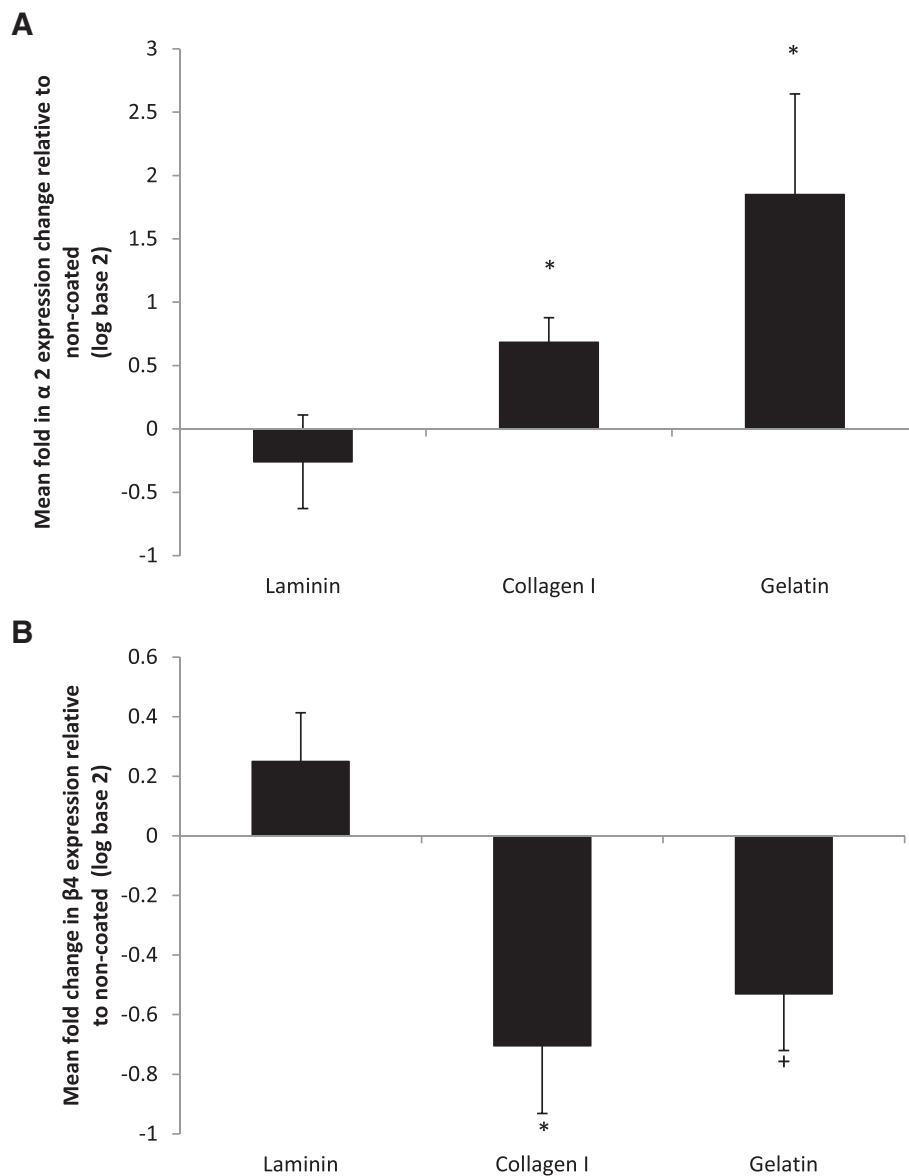 A
Mean fold in α 2 expression change relative to
non-coated
(log base 2)
3
2.5
2
1.5
1
0.5
0
-0.5
-1
*
*
Laminin
Collagen I
Gelatin
B
Mean fold change in β4 expression relative
to non-coated (log base 2)
0.6
0.4
0.2
0
-0.2
-0.4
-0.6
-0.8
-1
*
+
Laminin
Collagen I
Gelatin